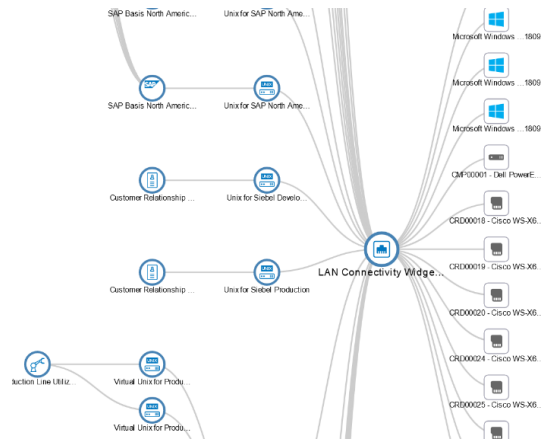 SAP Basis North Americ...
Unix for SAP North Ame...
Microsoft Windows ...1809
Microsoft Windows ...1809
SAP Basis North Americ...
Unix for SAP North Ame...
Microsoft Windows ...1809
CMP00001 - Dell PowerE...
Customer Relationship ...
Unix for Siebel Develo...
CRD00018 - Cisco WS-X6...
LAN Connectivity Widge...
CRD00019 - Cisco WS-X6...
Customer Relationship ...
Unix for Siebel Production
CRD00020 - Cisco WS-X6...
CRD00024 - Cisco WS-X6...
duction Line Utiliz...
Virtual Unix for Produ...
CRD00025 - Cisco WS-X6...
Virtual Unix for Produ...